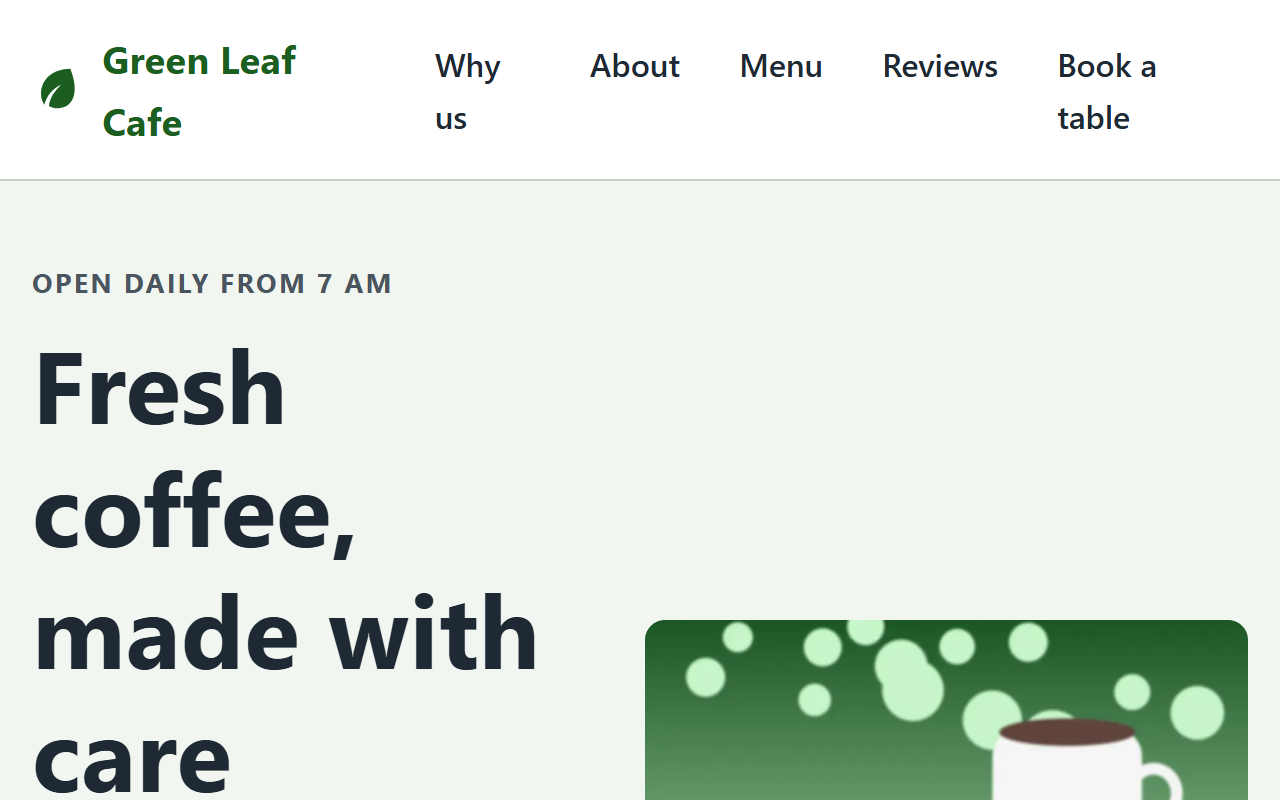 Green Leaf
Cafe
Why
us
About
Menu
Reviews
Book a
table
OPEN DAILY FROM 7 AM
Fresh
coffee,
made with
care